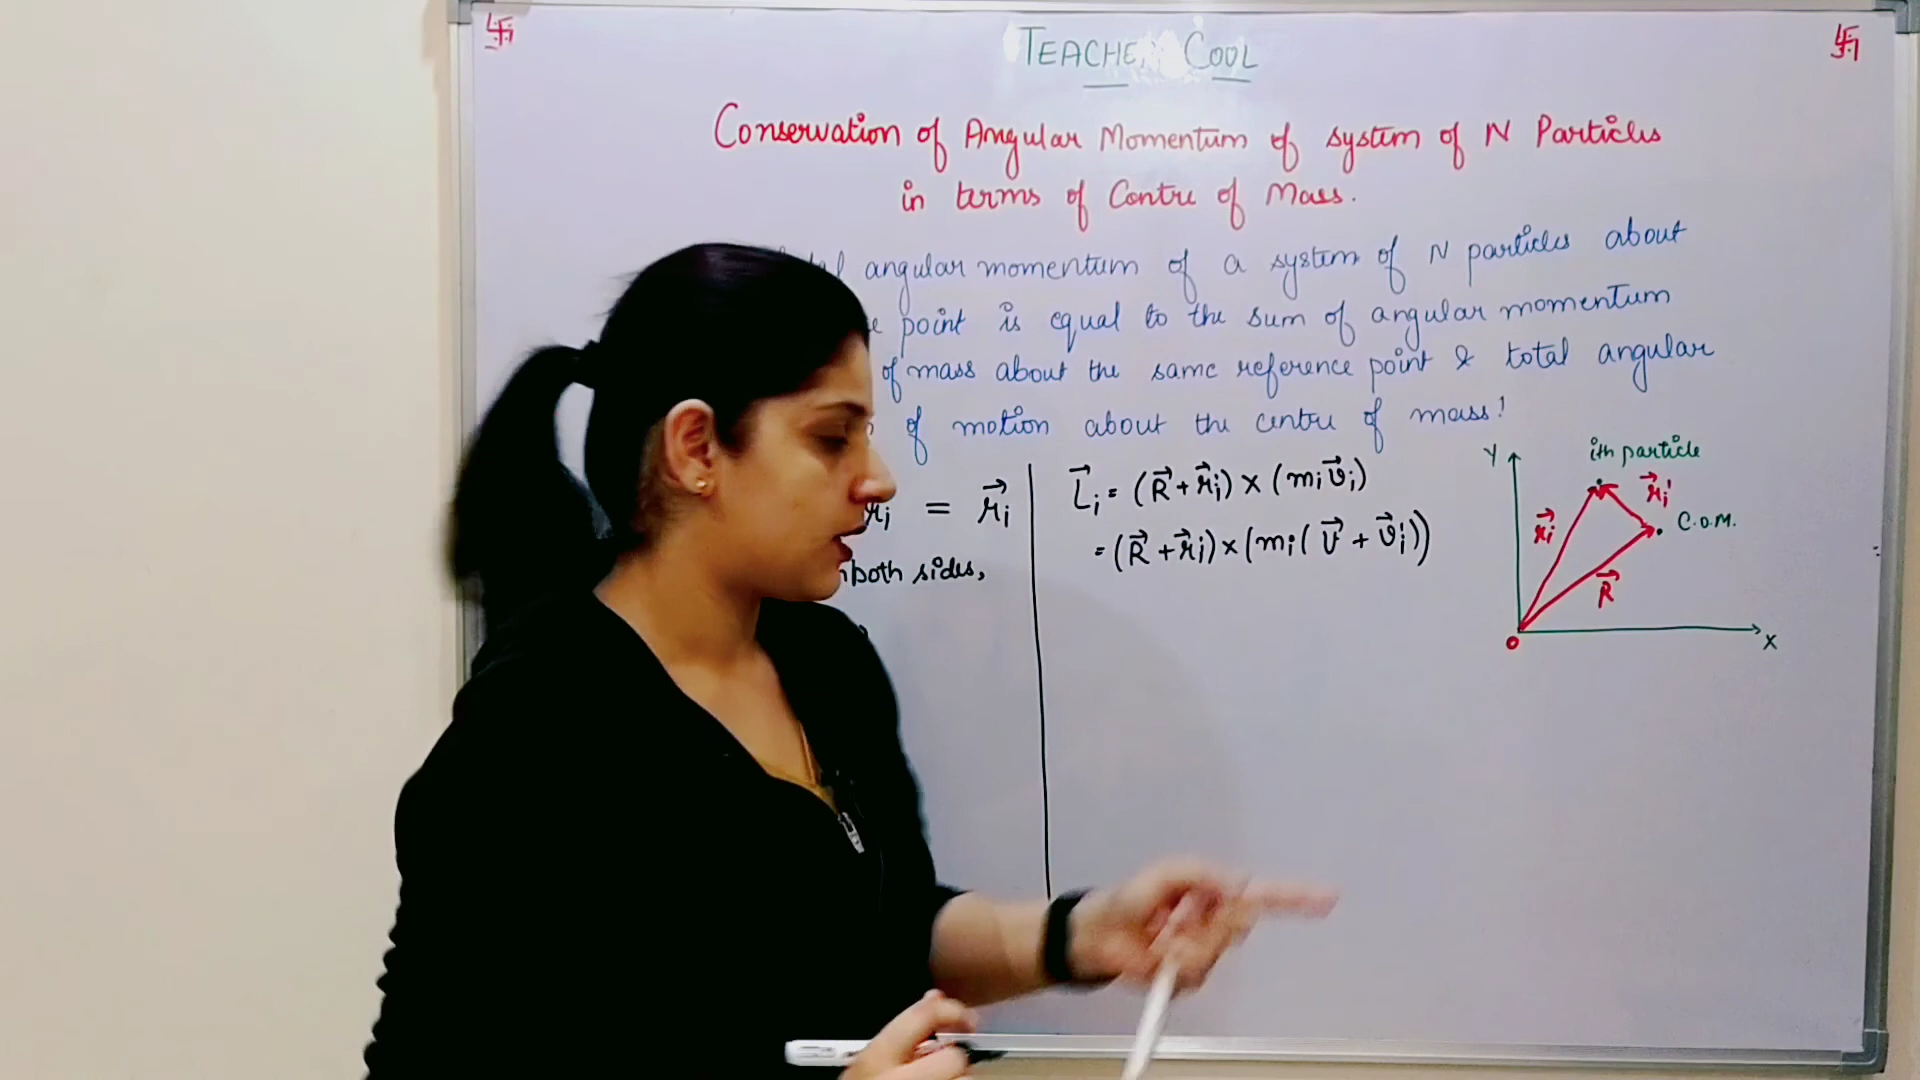 TEACHER COOL
Conservation of Angular Momentum of system of N Particles
in terms of Centre of Mass.
angular momentum of a system of N particles about
point is equal to the sum of angular momentum
of mass about the same reference point & total angular
of motion about the centre of mass!
= r⃗i
both sides,
L⃗i = (R⃗ + r⃗i) × (mi v⃗i)
= (R⃗ + r⃗i) × (mi (V⃗ + v⃗i'))
Y
ith particle
r⃗i
r⃗i'
C.O.M.
R⃗
O
X